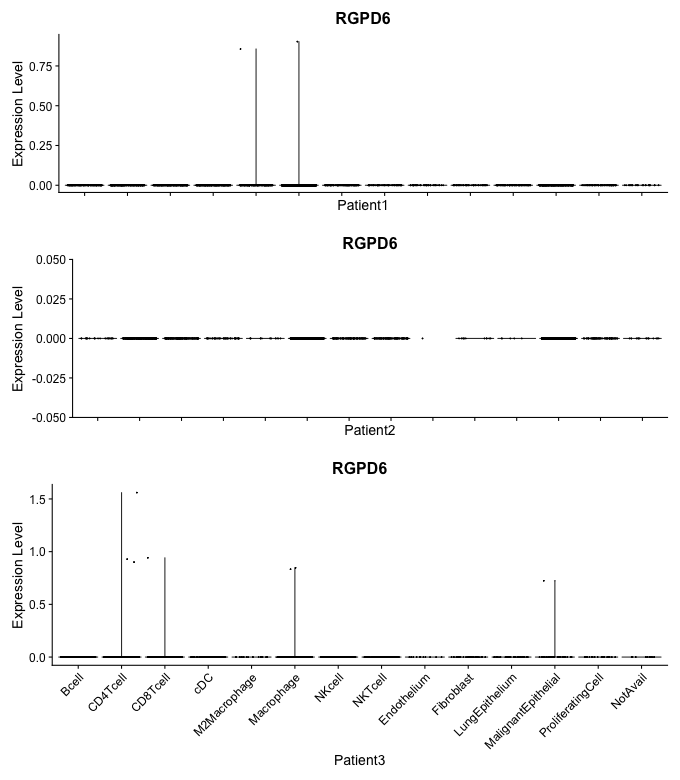 RGPD6
Expression Level
0.75
0.50
0.25
0.00
Patient1
RGPD6
Expression Level
0.050
0.025
0.000
-0.025
-0.050
Patient2
RGPD6
Expression Level
1.5
1.0
0.5
0.0
Bcell
CD4Tcell
CD8Tcell
cDC
M2Macrophage
Macrophage
NKcell
NKTcell
Endothelium
Fibroblast
LungEpithelium
MalignantEpithelial
ProliferatingCell
NotAvail
Patient3